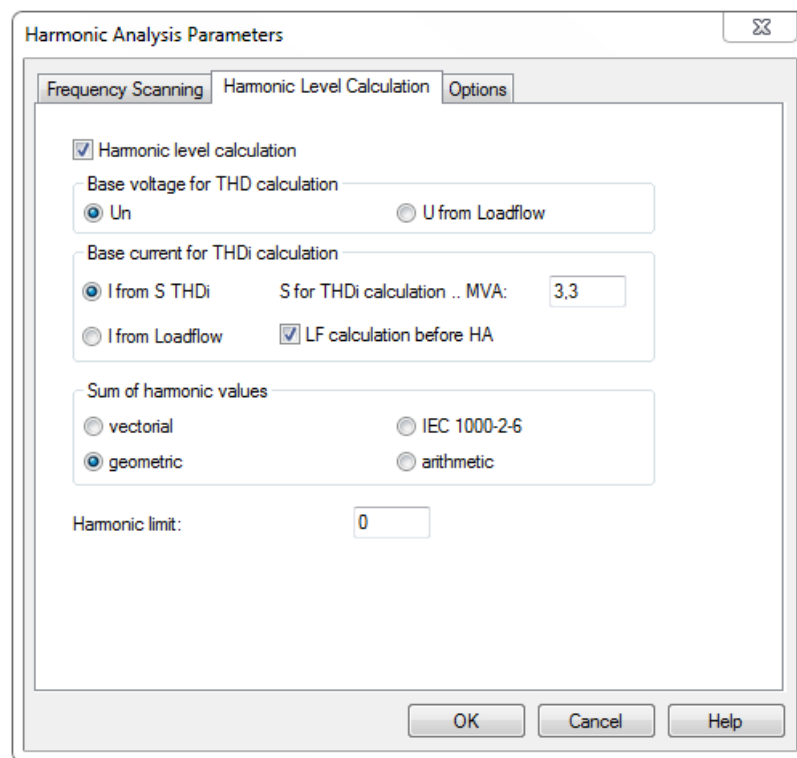 Harmonic Analysis Parameters
Frequency Scanning Harmonic Level Calculation Options
Harmonic level calculation
Base voltage for THD calculation
Un U from Loadflow
Base current for THDi calculation
I from S THDi S for THDi calculation .. MVA: 3,3
I from Loadflow LF calculation before HA
Sum of harmonic values
vectorial IEC 1000-2-6
geometric arithmetic
Harmonic limit: 0
OK Cancel Help